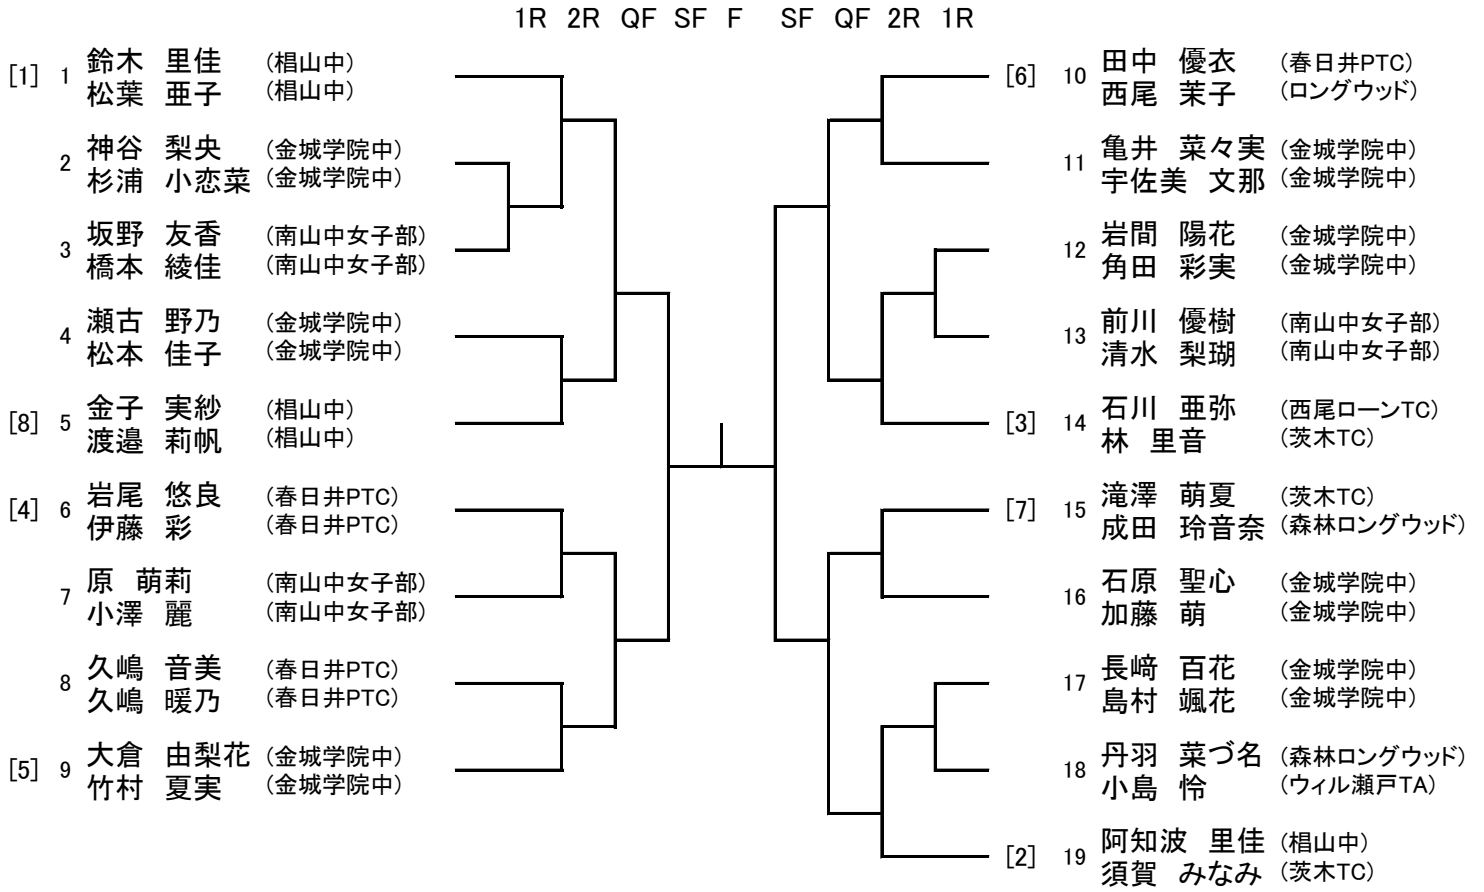 1R 2R QF SF F SF QF 2R 1R
[1] 1 鈴木 里佳 (椙山中)
松葉 亜子 (椙山中)
2 神谷 梨央 (金城学院中)
杉浦 小恋菜 (金城学院中)
3 坂野 友香 (南山中女子部)
橋本 綾佳 (南山中女子部)
4 瀬古 野乃 (金城学院中)
松本 佳子 (金城学院中)
[8] 5 金子 実紗 (椙山中)
渡邉 莉帆 (椙山中)
[4] 6 岩尾 悠良 (春日井PTC)
伊藤 彩 (春日井PTC)
7 原 萌莉 (南山中女子部)
小澤 麗 (南山中女子部)
8 久嶋 音美 (春日井PTC)
久嶋 暖乃 (春日井PTC)
[5] 9 大倉 由梨花 (金城学院中)
竹村 夏実 (金城学院中)
[6] 10 田中 優衣 (春日井PTC)
西尾 茉子 (ロングウッド)
11 亀井 菜々実 (金城学院中)
宇佐美 文那 (金城学院中)
12 岩間 陽花 (金城学院中)
角田 彩実 (金城学院中)
13 前川 優樹 (南山中女子部)
清水 梨瑚 (南山中女子部)
[3] 14 石川 亜弥 (西尾ローンTC)
林 里音 (茨木TC)
[7] 15 滝澤 萌夏 (茨木TC)
成田 玲音奈 (森林ロングウッド)
16 石原 聖心 (金城学院中)
加藤 萌 (金城学院中)
17 長﨑 百花 (金城学院中)
島村 颯花 (金城学院中)
18 丹羽 菜づ名 (森林ロングウッド)
小島 怜 (ウィル瀬戸TA)
[2] 19 阿知波 里佳 (椙山中)
須賀 みなみ (茨木TC)